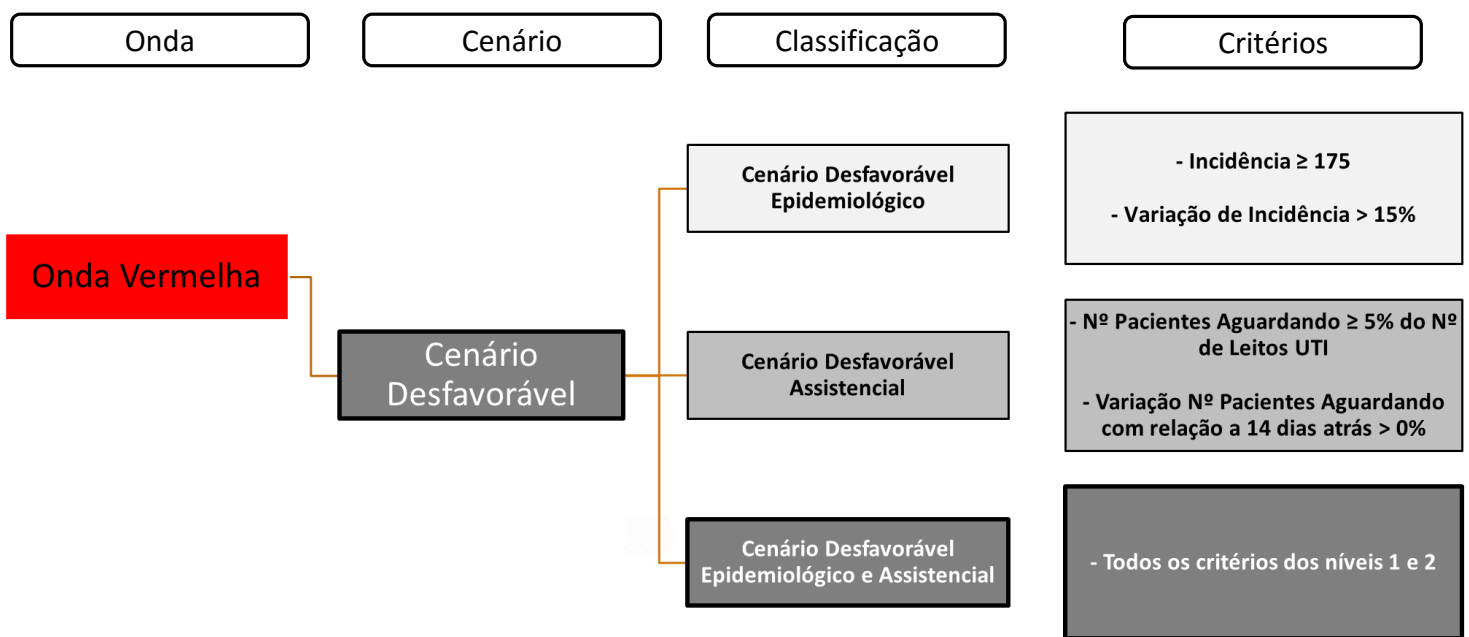 Onda
Cenário
Classificação
Critérios
Onda Vermelha
Cenário
Desfavorável
Cenário Desfavorável
Epidemiológico
- Incidência ≥ 175
- Variação de Incidência > 15%
Cenário Desfavorável
Assistencial
- Nº Pacientes Aguardando ≥ 5% do Nº
de Leitos UTI
- Variação Nº Pacientes Aguardando
com relação a 14 dias atrás > 0%
Cenário Desfavorável
Epidemiológico e Assistencial
- Todos os critérios dos níveis 1 e 2